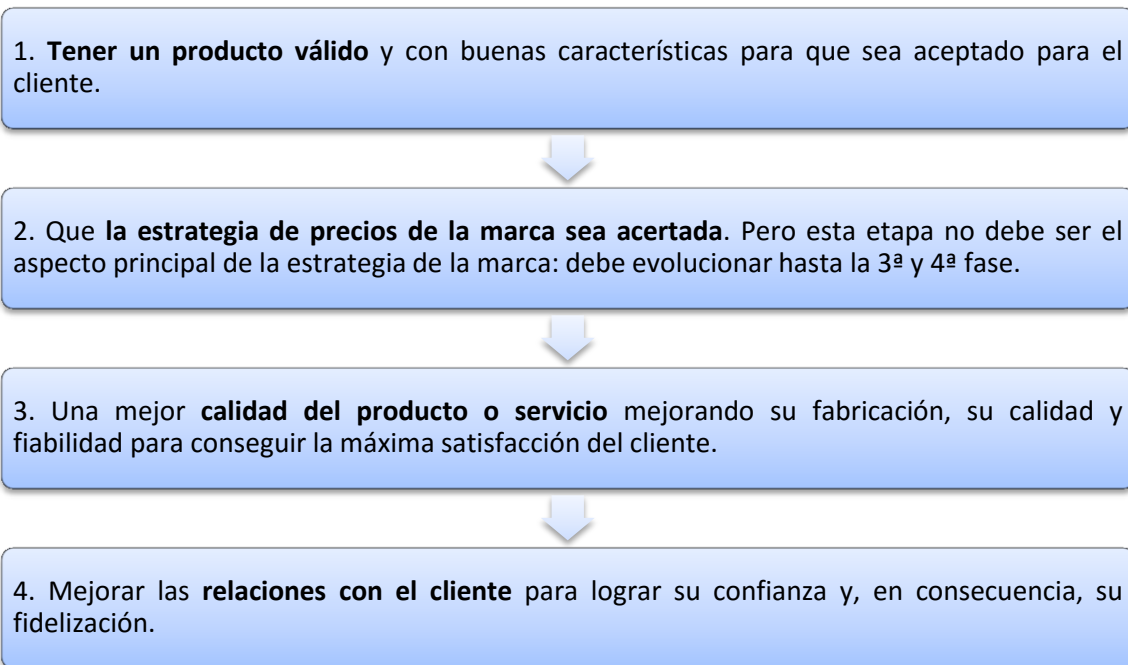 1. Tener un producto válido y con buenas características para que sea aceptado para el
cliente.
2. Que la estrategia de precios de la marca sea acertada. Pero esta etapa no debe ser el
aspecto principal de la estrategia de la marca: debe evolucionar hasta la 3ª y 4ª fase.
3. Una mejor calidad del producto o servicio mejorando su fabricación, su calidad y
fiabilidad para conseguir la máxima satisfacción del cliente.
4. Mejorar las relaciones con el cliente para lograr su confianza y, en consecuencia, su
fidelización.